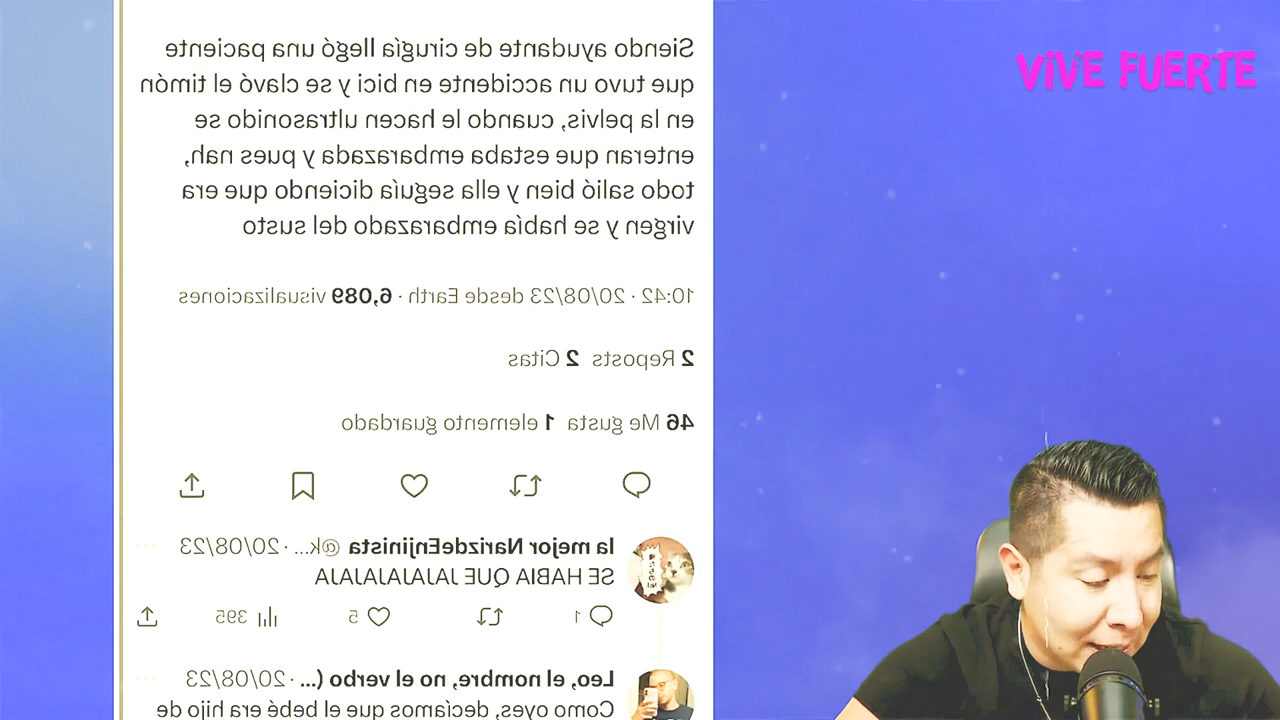 VIVE FUERTE
Siendo ayudante de cirugía llegó una paciente
que tuvo un accidente en bici y se clavó el timón
en la pelvis, cuando le hacen ultrasonido se
enteran que estaba embarazada y pues nah,
todo salió bien y ella seguía diciendo que era
virgen y se había embarazado del susto
10:42 · 20/08/23 desde Earth · 6,089 visualizaciones
2 Reposts 2 Citas
46 Me gusta 1 elemento guardado
la mejor NarizdeEnjinista @k... · 20/08/23
SE HABIA QUE JAJAJAJAJAJA
1 5 395
Leo, el nombre, no el verbo (... · 20/08/23
Como oyes, decíamos que el bebé era hijo de